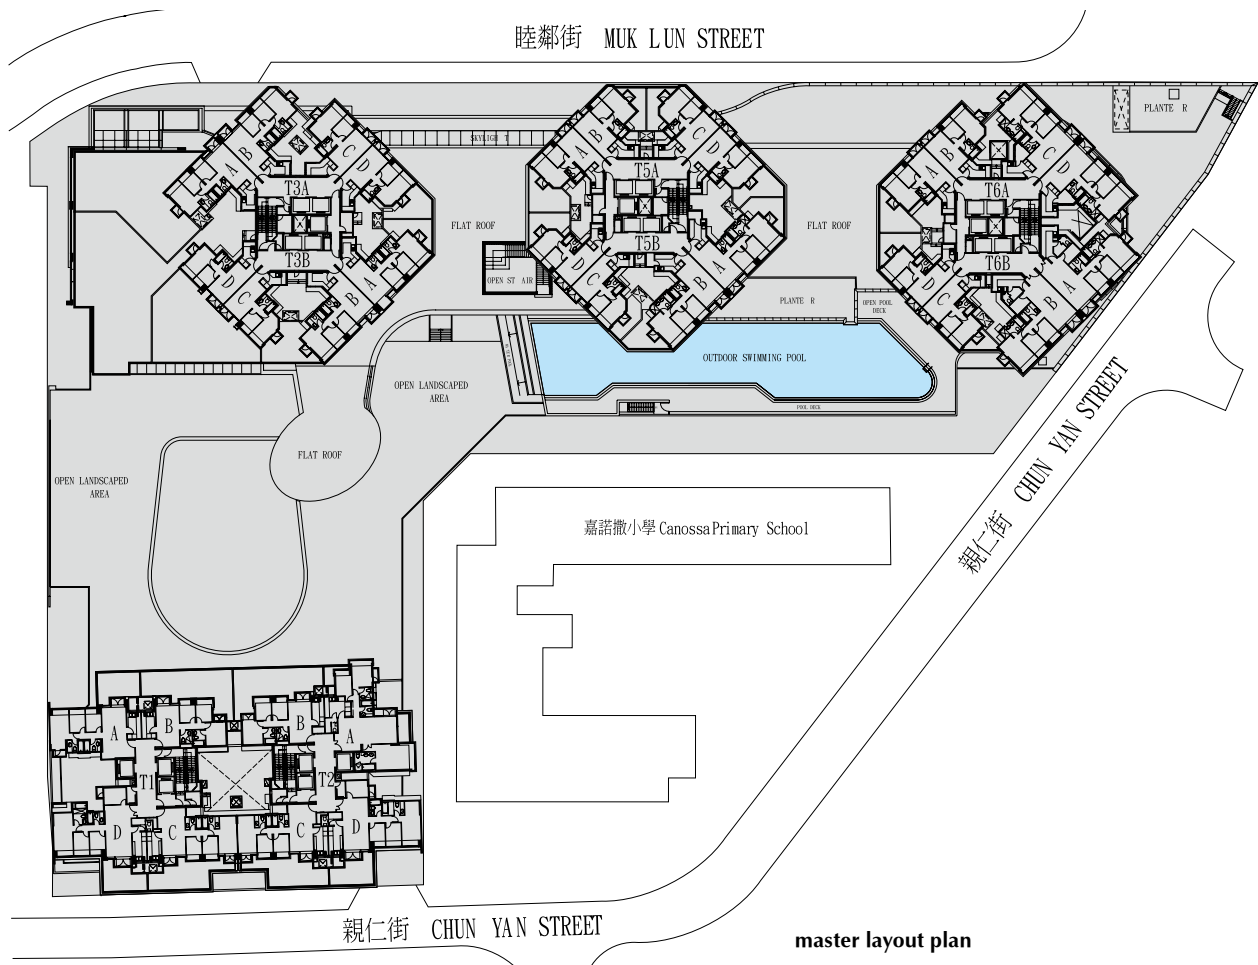 睦鄰街 MUK LUN STREET
PLANTE R
SKYLIGH T
A B C D
T3A
T3B
D C B A
A B C D
T5A
T5B
D C B A
A B C D
T6A
T6B
D C B A
FLAT ROOF
FLAT ROOF
OPEN ST AIR
PLANTE R
OPEN POOL
DECK
OUTDOOR SWIMMING POOL
POOL DECK
OPEN LANDSCAPED
AREA
FLAT ROOF
OPEN LANDSCAPED
AREA
嘉諾撒小學 Canossa Primary School
親仁街 CHUN YAN STREET
A B B A
T1 T2
D C C D
親仁街 CHUN YAN STREET
master layout plan